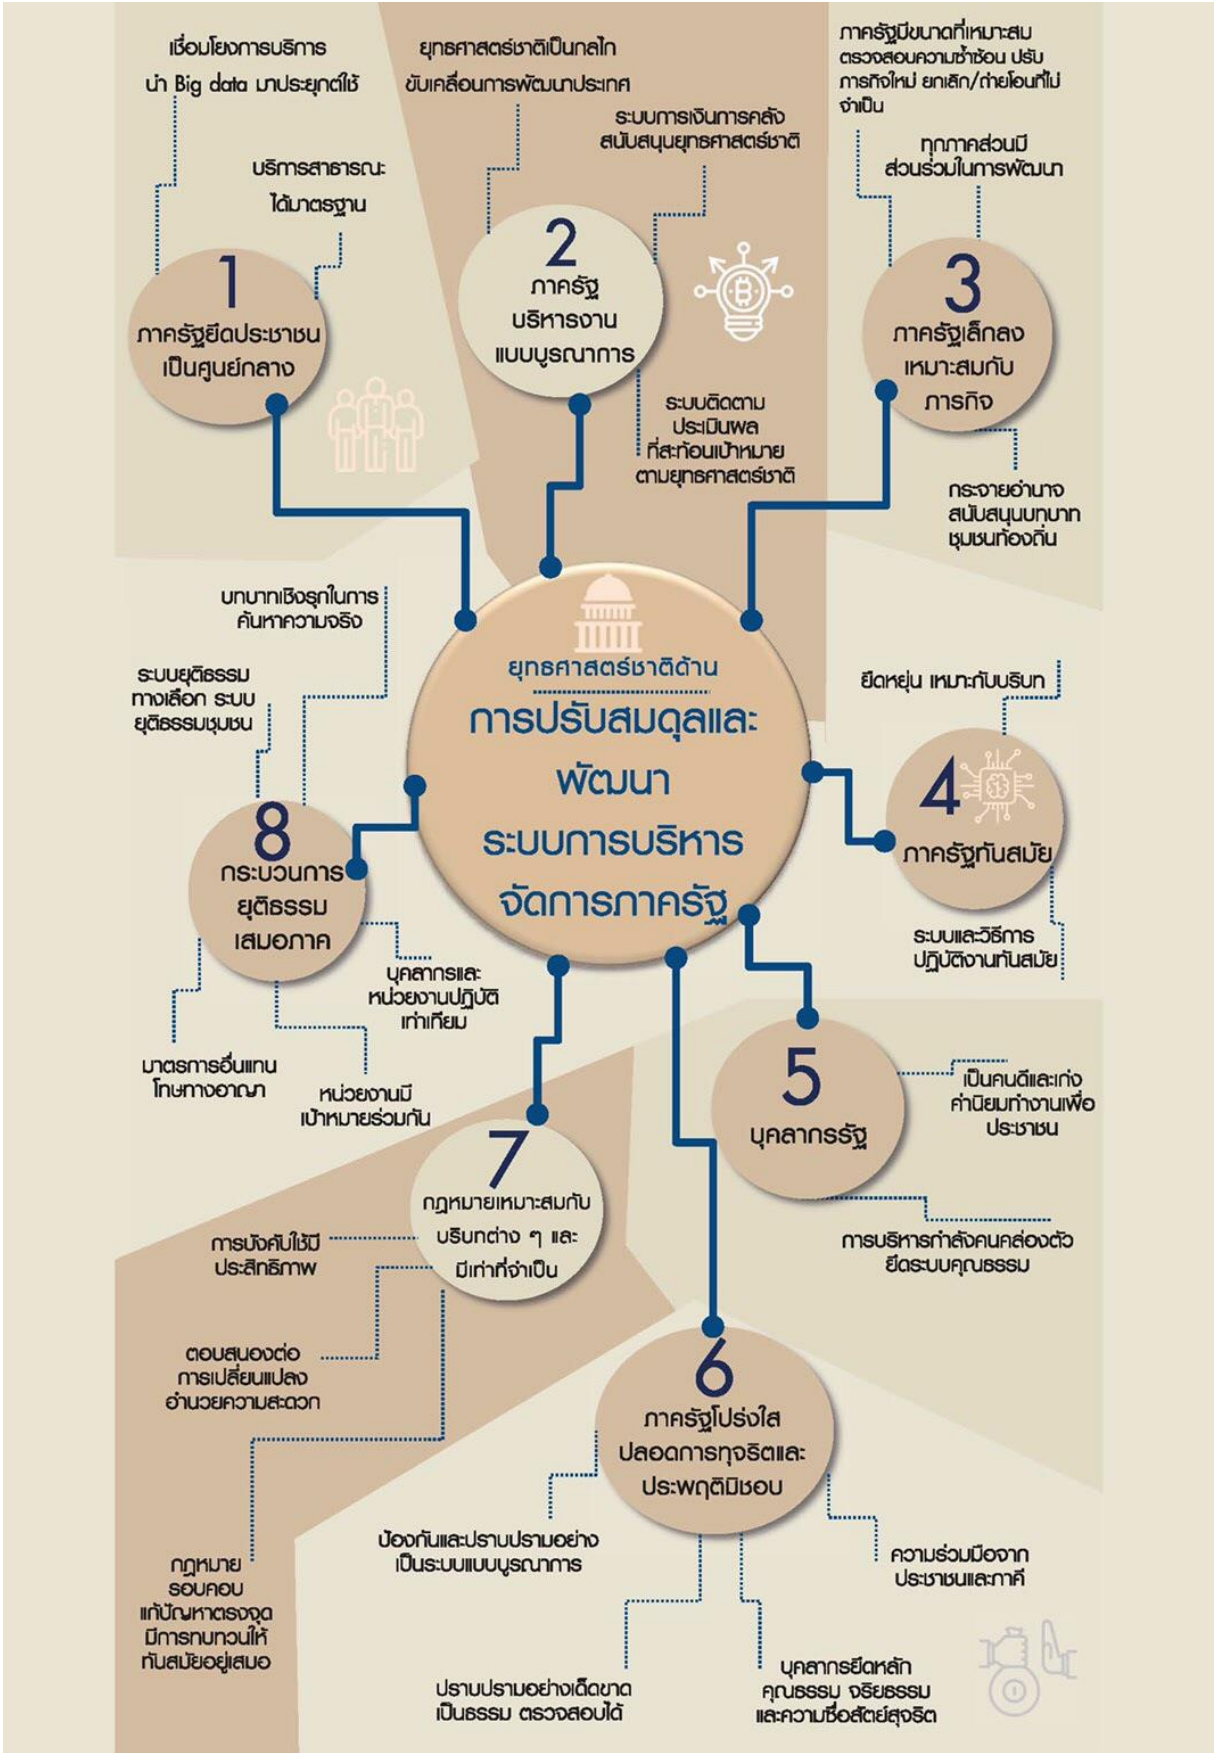 เชื่อมโยงการบริการ
นำ Big data มาประยุกต์ใช้
บริการสาธารณะ
ได้มาตรฐาน
1
ภาครัฐยึดประชาชน
เป็นศูนย์กลาง
ยุทธศาสตร์ชาติเป็นกลไก
ขับเคลื่อนการพัฒนาประเทศ
ระบบการเงินการคลัง
สนับสนุนยุทธศาสตร์ชาติ
2
ภาครัฐ
บริหารงาน
แบบบูรณาการ
ระบบติดตาม
ประเมินผล
ที่สะท้อนเป้าหมาย
ตามยุทธศาสตร์ชาติ
ภาครัฐมีขนาดที่เหมาะสม
ตรวจสอบความซ้ำซ้อน ปรับ
ภารกิจใหม่ ยกเลิก/ถ่ายโอนที่ไม่
จำเป็น
ทุกภาคส่วนมี
ส่วนร่วมในการพัฒนา
3
ภาครัฐเล็กลง
เหมาะสมกับ
ภารกิจ
กระจายอำนาจ
สนับสนุนบทบาท
ชุมชนท้องถิ่น
ยุทธศาสตร์ชาติด้าน
การปรับสมดุลและ
พัฒนา
ระบบการบริหาร
จัดการภาครัฐ
ยืดหยุ่น เหมาะกับบริบท
4
ภาครัฐทันสมัย
ระบบและวิธีการ
ปฏิบัติงานทันสมัย
5
บุคลากรรัฐ
เป็นคนดีและเก่ง
ค่านิยมทำงานเพื่อ
ประชาชน
การบริหารกำลังคนคล่องตัว
ยึดระบบคุณธรรม
6
ภาครัฐโปร่งใส
ปลอดการทุจริตและ
ประพฤติมิชอบ
ป้องกันและปราบปรามอย่าง
เป็นระบบแบบบูรณาการ
ความร่วมมือจาก
ประชาชนและภาคี
ปราบปรามอย่างเด็ดขาด
เป็นธรรม ตรวจสอบได้
บุคลากรยึดหลัก
คุณธรรม จริยธรรม
และความซื่อสัตย์สุจริต
7
กฎหมายเหมาะสมกับ
บริบทต่าง ๆ และ
มีเท่าที่จำเป็น
การบังคับใช้มี
ประสิทธิภาพ
ตอบสนองต่อ
การเปลี่ยนแปลง
อำนวยความสะดวก
กฎหมาย
รอบคอบ
แก้ปัญหาตรงจุด
มีการทบทวนให้
ทันสมัยอยู่เสมอ
บทบาทเชิงรุกในการ
ค้นหาความจริง
ระบบยุติธรรม
ทางเลือก ระบบ
ยุติธรรมชุมชน
8
กระบวนการ
ยุติธรรม
เสมอภาค
บุคลากรและ
หน่วยงานปฏิบัติ
เท่าเทียม
มาตรการอื่นแทน
โทษทางอาญา
หน่วยงานมี
เป้าหมายร่วมกัน